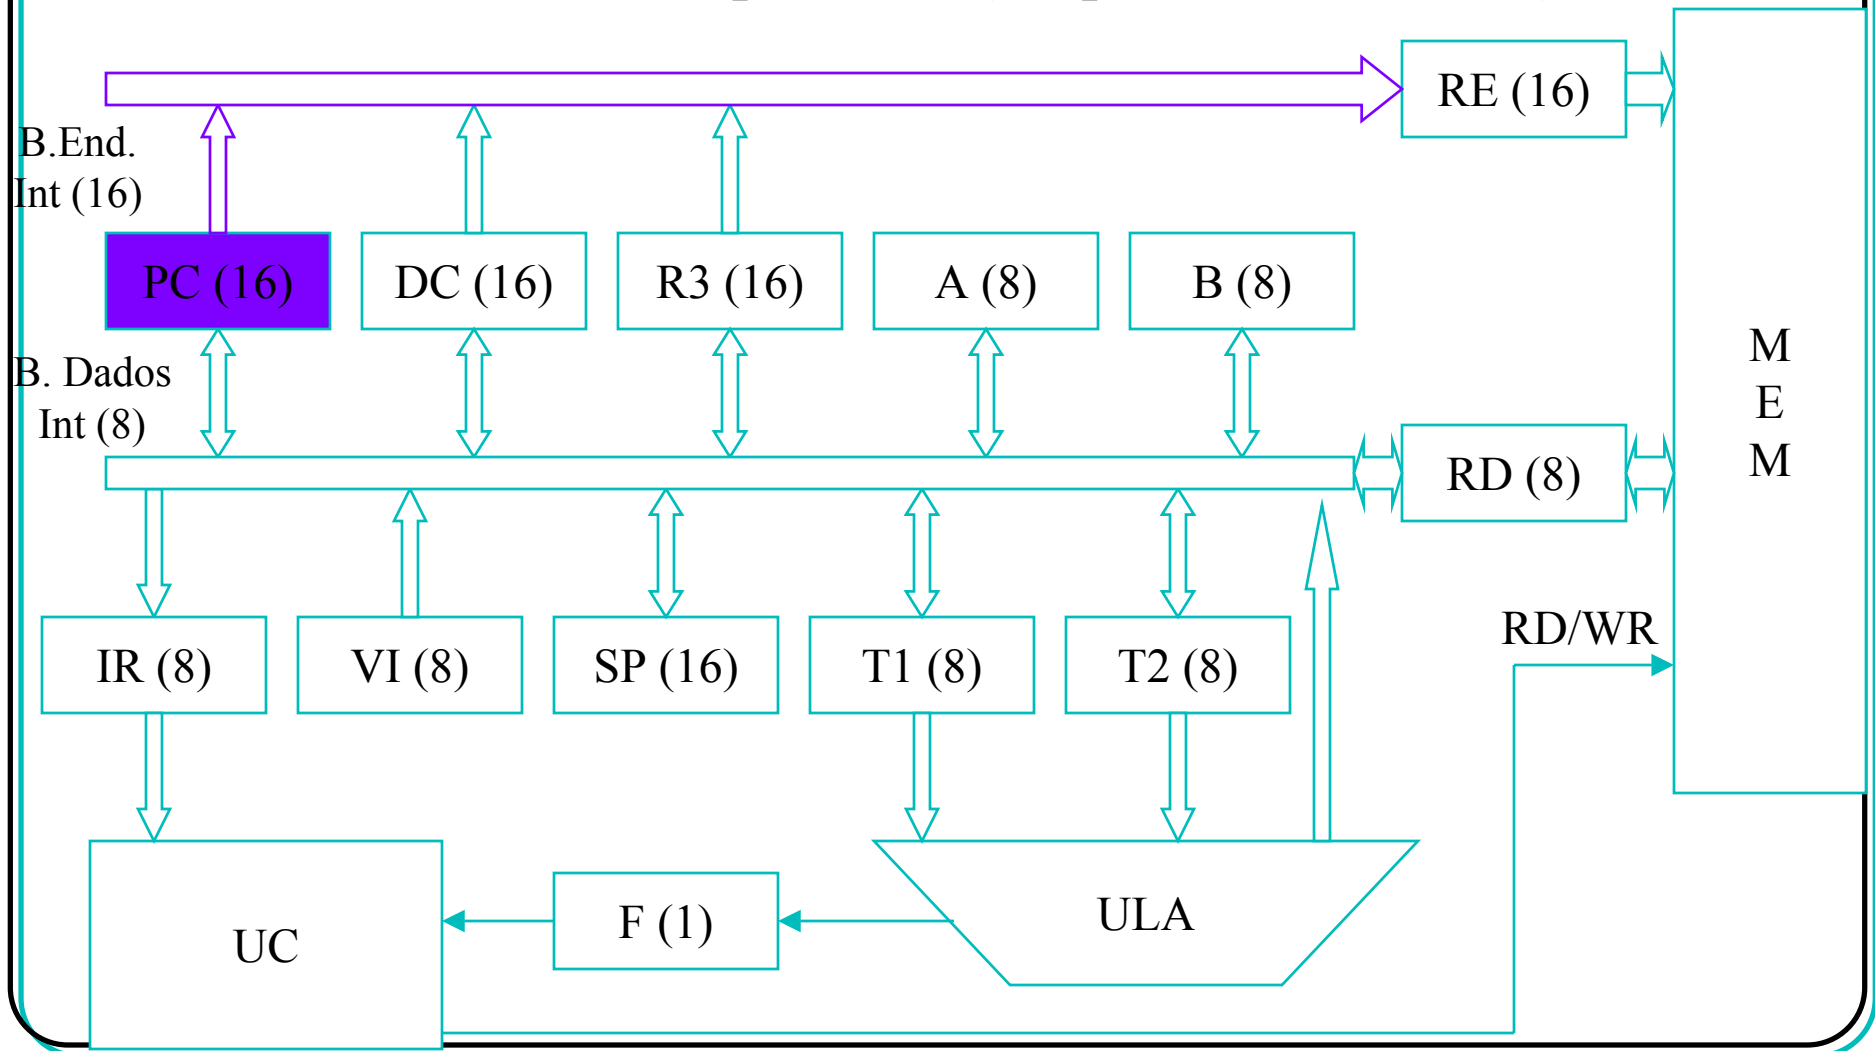 RE (16)
B.End.
Int (16)
PC (16)
DC (16)
R3 (16)
A (8)
B (8)
M
E
M
B. Dados
Int (8)
RD (8)
IR (8)
VI (8)
SP (16)
T1 (8)
T2 (8)
RD/WR
UC
F (1)
ULA